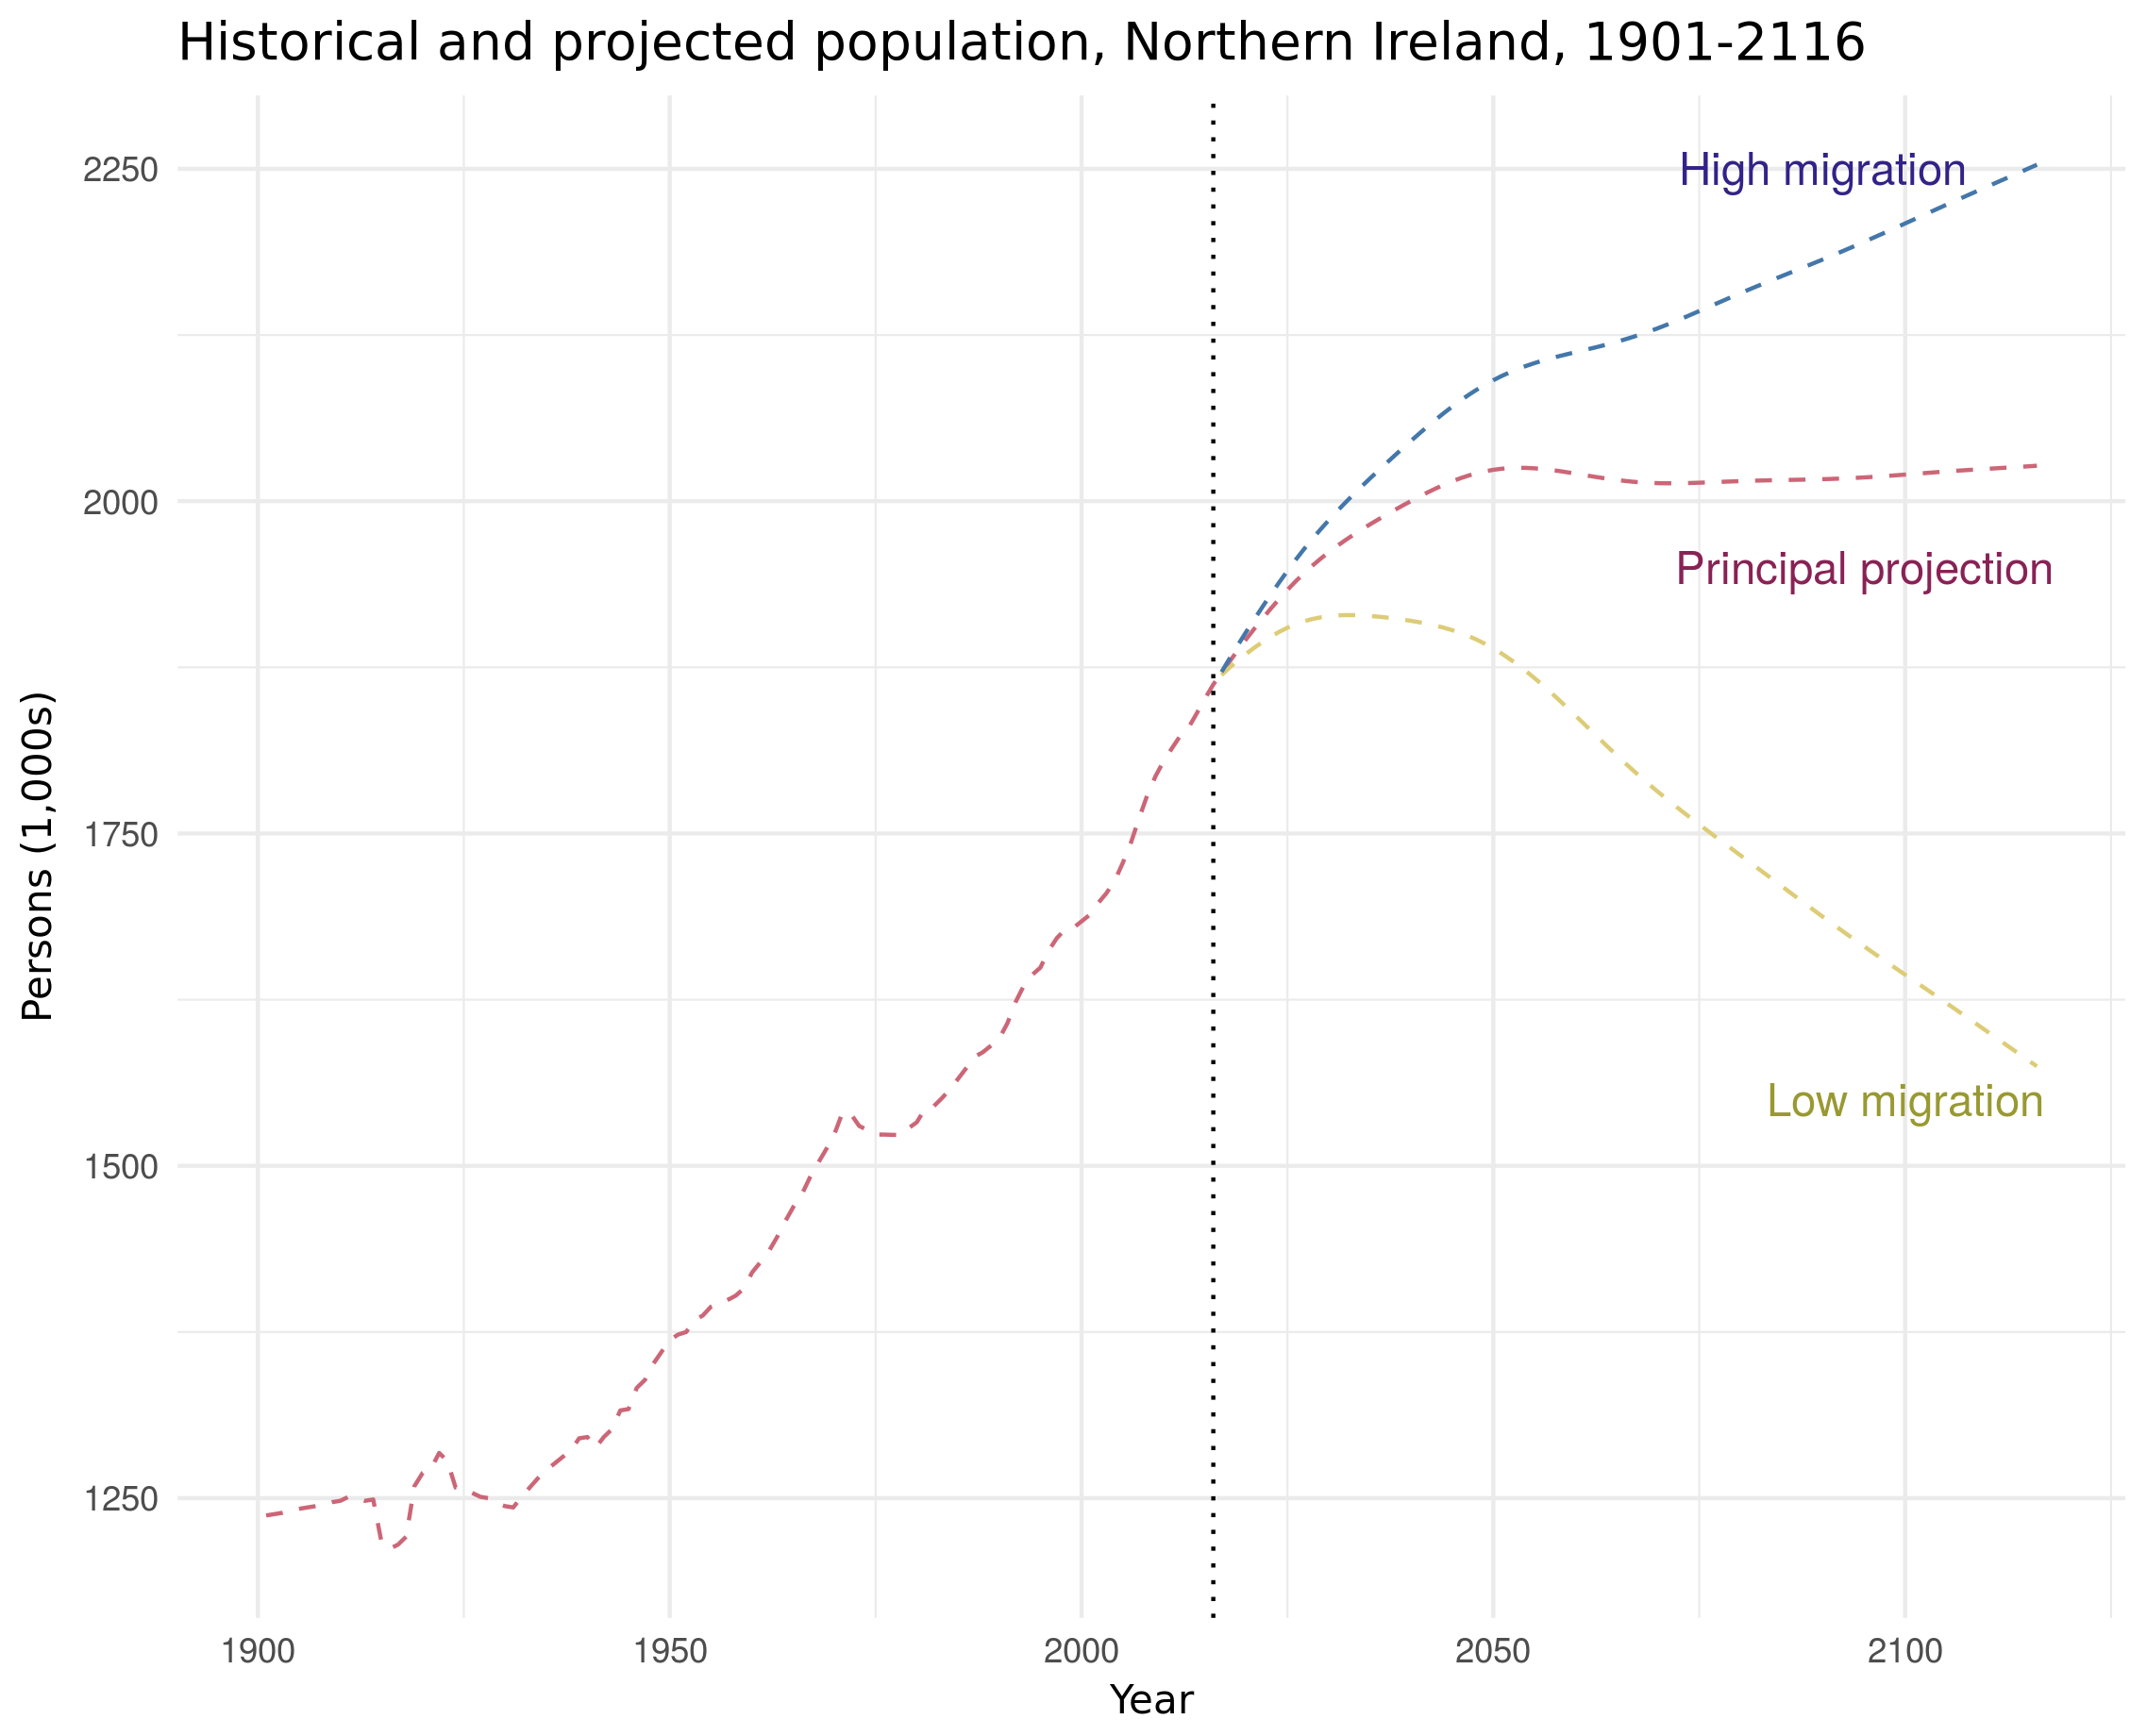 Historical and projected population, Northern Ireland, 1901-2116
High migration
Principal projection
Low migration
2250
2000
1750
1500
1250
Persons (1,000s)
1900 1950 2000 2050 2100
Year